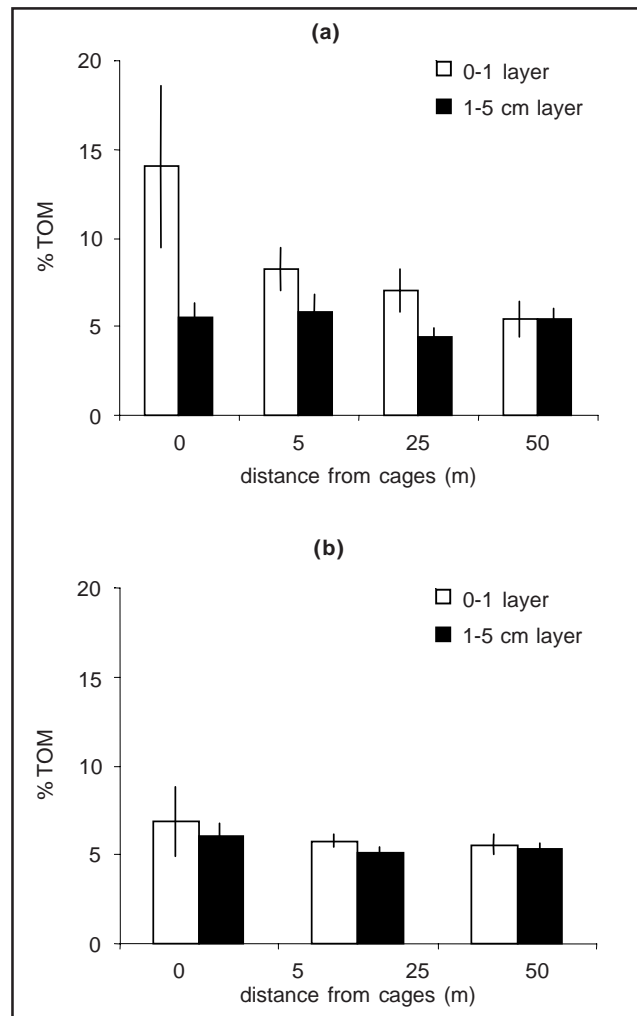 (a)
20
0-1 layer
1-5 cm layer
15
% TOM
10
5
0
0 5 25 50
distance from cages (m)
(b)
20
0-1 layer
1-5 cm layer
15
% TOM
10
5
0
0 5 25 50
distance from cages (m)